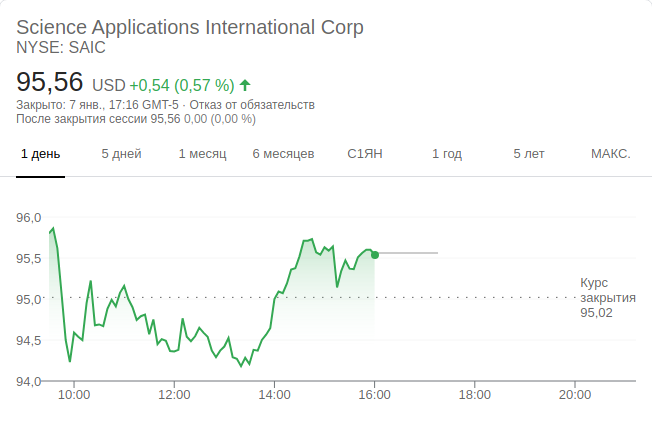 Science Applications International Corp
NYSE: SAIC
95,56 USD +0,54 (0,57 %)
Закрыто: 7 янв., 17:16 GMT-5 · Отказ от обязательств
После закрытия сессии 95,56 0,00 (0,00 %)
1 день 5 дней 1 месяц 6 месяцев С1ЯН 1 год 5 лет МАКС.
96,0
95,5
95,0
94,5
94,0
Курс
закрытия
95,02
10:00 12:00 14:00 16:00 18:00 20:00